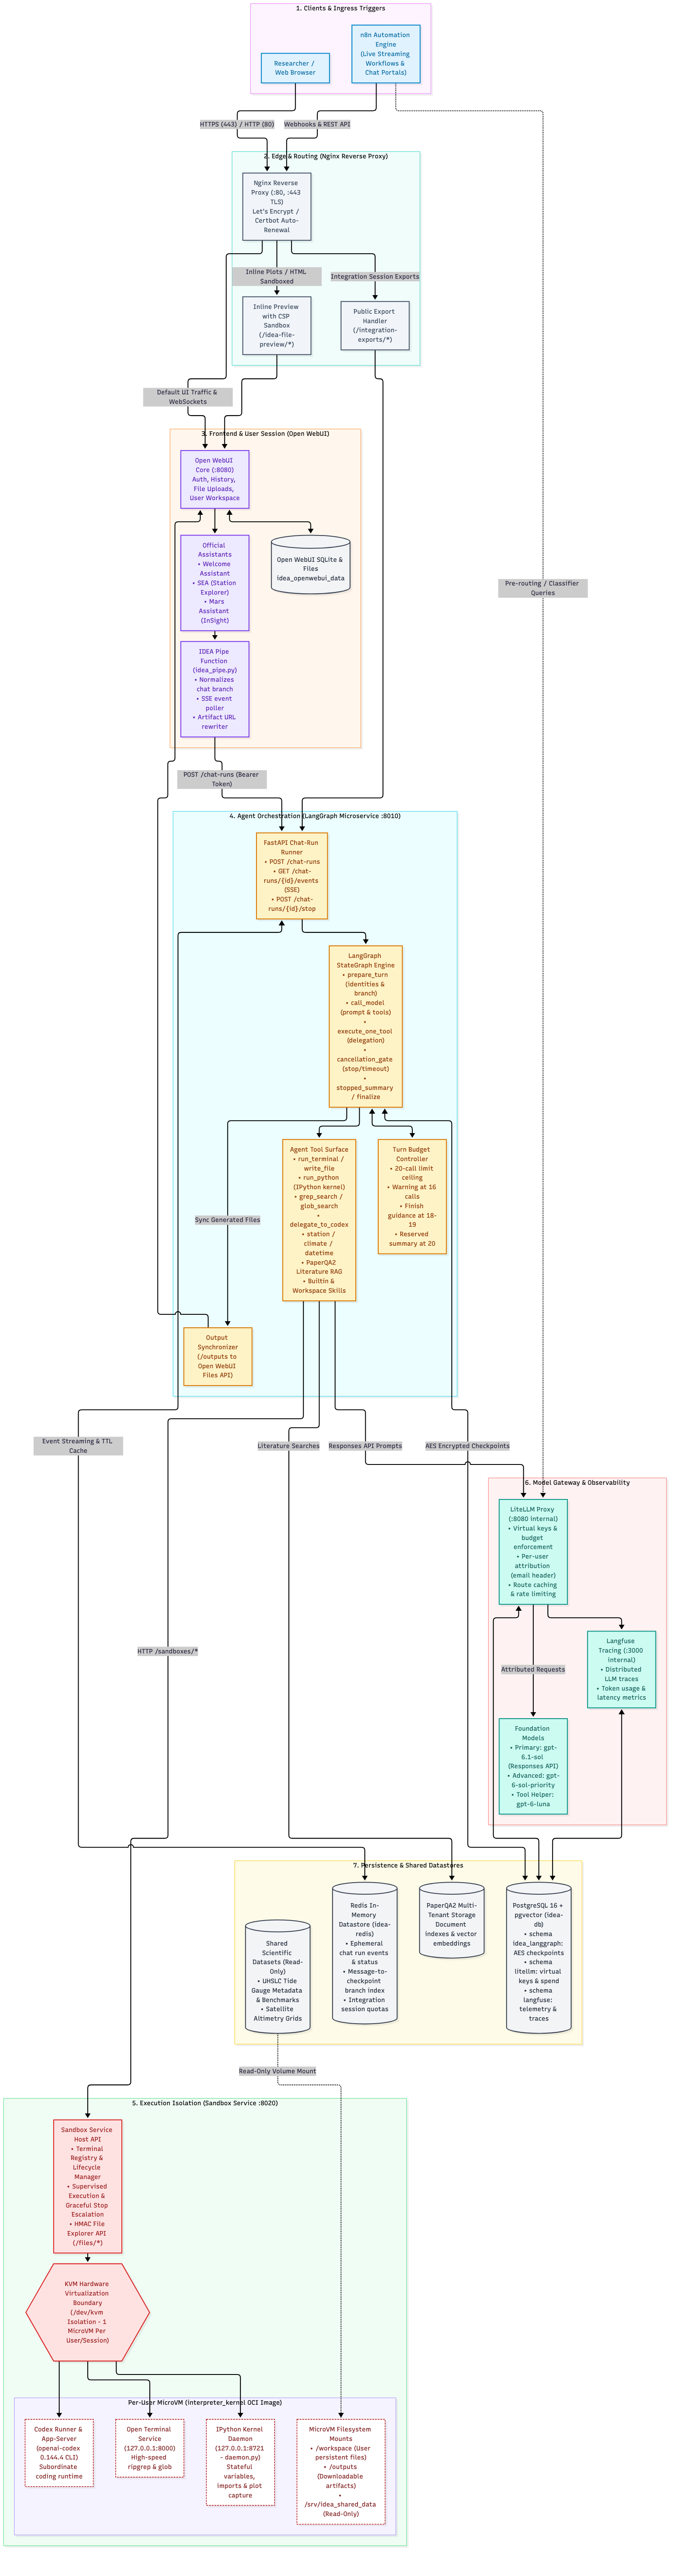 1. Clients & Ingress Triggers
n8n Automation
Engine
(Live Streaming
Workflows &
Chat Portals)
Researcher /
Web Browser
HTTPS (443) / HTTP (80)
Webhooks & REST API
2. Edge & Routing (Nginx Reverse Proxy)
Nginx Reverse
Proxy (:80, :443
TLS)
Let's Encrypt /
Certbot Auto-
Renewal
Inline Plots / HTML
Sandboxed
Integration Session Exports
Inline Preview
with CSP
Sandbox
(/idea-file-
preview/*)
Public Export
Handler
(/integration-
exports/*)
Default UI Traffic &
WebSockets
3. Frontend & User Session (Open WebUI)
Open WebUI
Core (:8080)
Auth, History,
File Uploads,
User Workspace
Official
Assistants
• Welcome
Assistant
• SEA (Station
Explorer)
• Mars
Assistant
(InSight)
Open WebUI SQLite &
Files
idea_openwebui_data
Pre-routing / Classifier
Queries
IDEA Pipe
Function
(idea_pipe.py)
• Normalizes
chat branch
• SSE event
poller
• Artifact URL
rewriter
POST /chat-runs (Bearer
Token)
4. Agent Orchestration (LangGraph Microservice :8010)
FastAPI Chat-Run
Runner
• POST /chat-runs
• GET /chat-
runs/{id}/events
(SSE)
• POST /chat-
runs/{id}/stop
LangGraph
StateGraph Engine
• prepare_turn
(identities &
branch)
• call_model
(prompt & tools)
•
execute_one_tool
(delegation)
•
cancellation_gate
(stop/timeout)
•
stopped_summary
/ finalize
Agent Tool Surface
• run_terminal /
write_file
• run_python
(IPython kernel)
• grep_search /
glob_search
•
delegate_to_codex
• station /
climate /
datetime
• PaperQA2
Literature RAG
• Builtin &
Workspace Skills
Turn Budget
Controller
• 20-call limit
ceiling
• Warning at 16
calls
• Finish
guidance at 18-
19
• Reserved
summary at 20
Sync Generated Files
Output
Synchronizer
(/outputs to
Open WebUI
Files API)
Event Streaming & TTL
Cache
Literature Searches
Responses API Prompts
AES Encrypted Checkpoints
6. Model Gateway & Observability
LiteLLM Proxy
(:8080 internal)
• Virtual keys &
budget
enforcement
• Per-user
attribution
(email header)
• Route caching
& rate limiting
HTTP /sandboxes/*
Langfuse
Tracing (:3000
internal)
• Distributed
LLM traces
• Token usage &
latency metrics
Attributed Requests
Foundation
Models
• Primary: gpt-
6.1-sol
(Responses API)
• Advanced: gpt-
6-sol-priority
• Tool Helper:
gpt-6-luna
7. Persistence & Shared Datastores
Shared
Scientific
Datasets (Read-
Only)
• UHSLC Tide
Gauge Metadata
& Benchmarks
• Satellite
Altimetry Grids
Redis In-
Memory
Datastore (idea-
redis)
• Ephemeral
chat run events
& status
• Message-to-
checkpoint
branch index
• Integration
session quotas
PaperQA2 Multi-
Tenant Storage
Document
indexes & vector
embeddings
PostgreSQL 16 +
pgvector (idea-
db)
• schema
idea_langgraph:
AES checkpoints
• schema
litellm: virtual
keys & spend
• schema
langfuse:
telemetry &
traces
Read-Only Volume Mount
5. Execution Isolation (Sandbox Service :8020)
Sandbox Service
Host API
• Terminal
Registry &
Lifecycle
Manager
• Supervised
Execution &
Graceful Stop
Escalation
• HMAC File
Explorer API
(/files/*)
KVM Hardware
Virtualization
Boundary
(/dev/kvm
Isolation - 1
MicroVM Per
User/Session)
Per-User MicroVM (interpreter_kernel OCI Image)
Codex Runner &
App-Server
(openai-codex
0.144.4 CLI)
Subordinate
coding runtime
Open Terminal
Service
(127.0.0.1:8000)
High-speed
ripgrep & glob
IPython Kernel
Daemon
(127.0.0.1:8721
- daemon.py)
Stateful
variables,
imports & plot
capture
MicroVM Filesystem
Mounts
• /workspace (User
persistent files)
• /outputs
(Downloadable
artifacts)
•
/srv/idea_shared_data
(Read-Only)